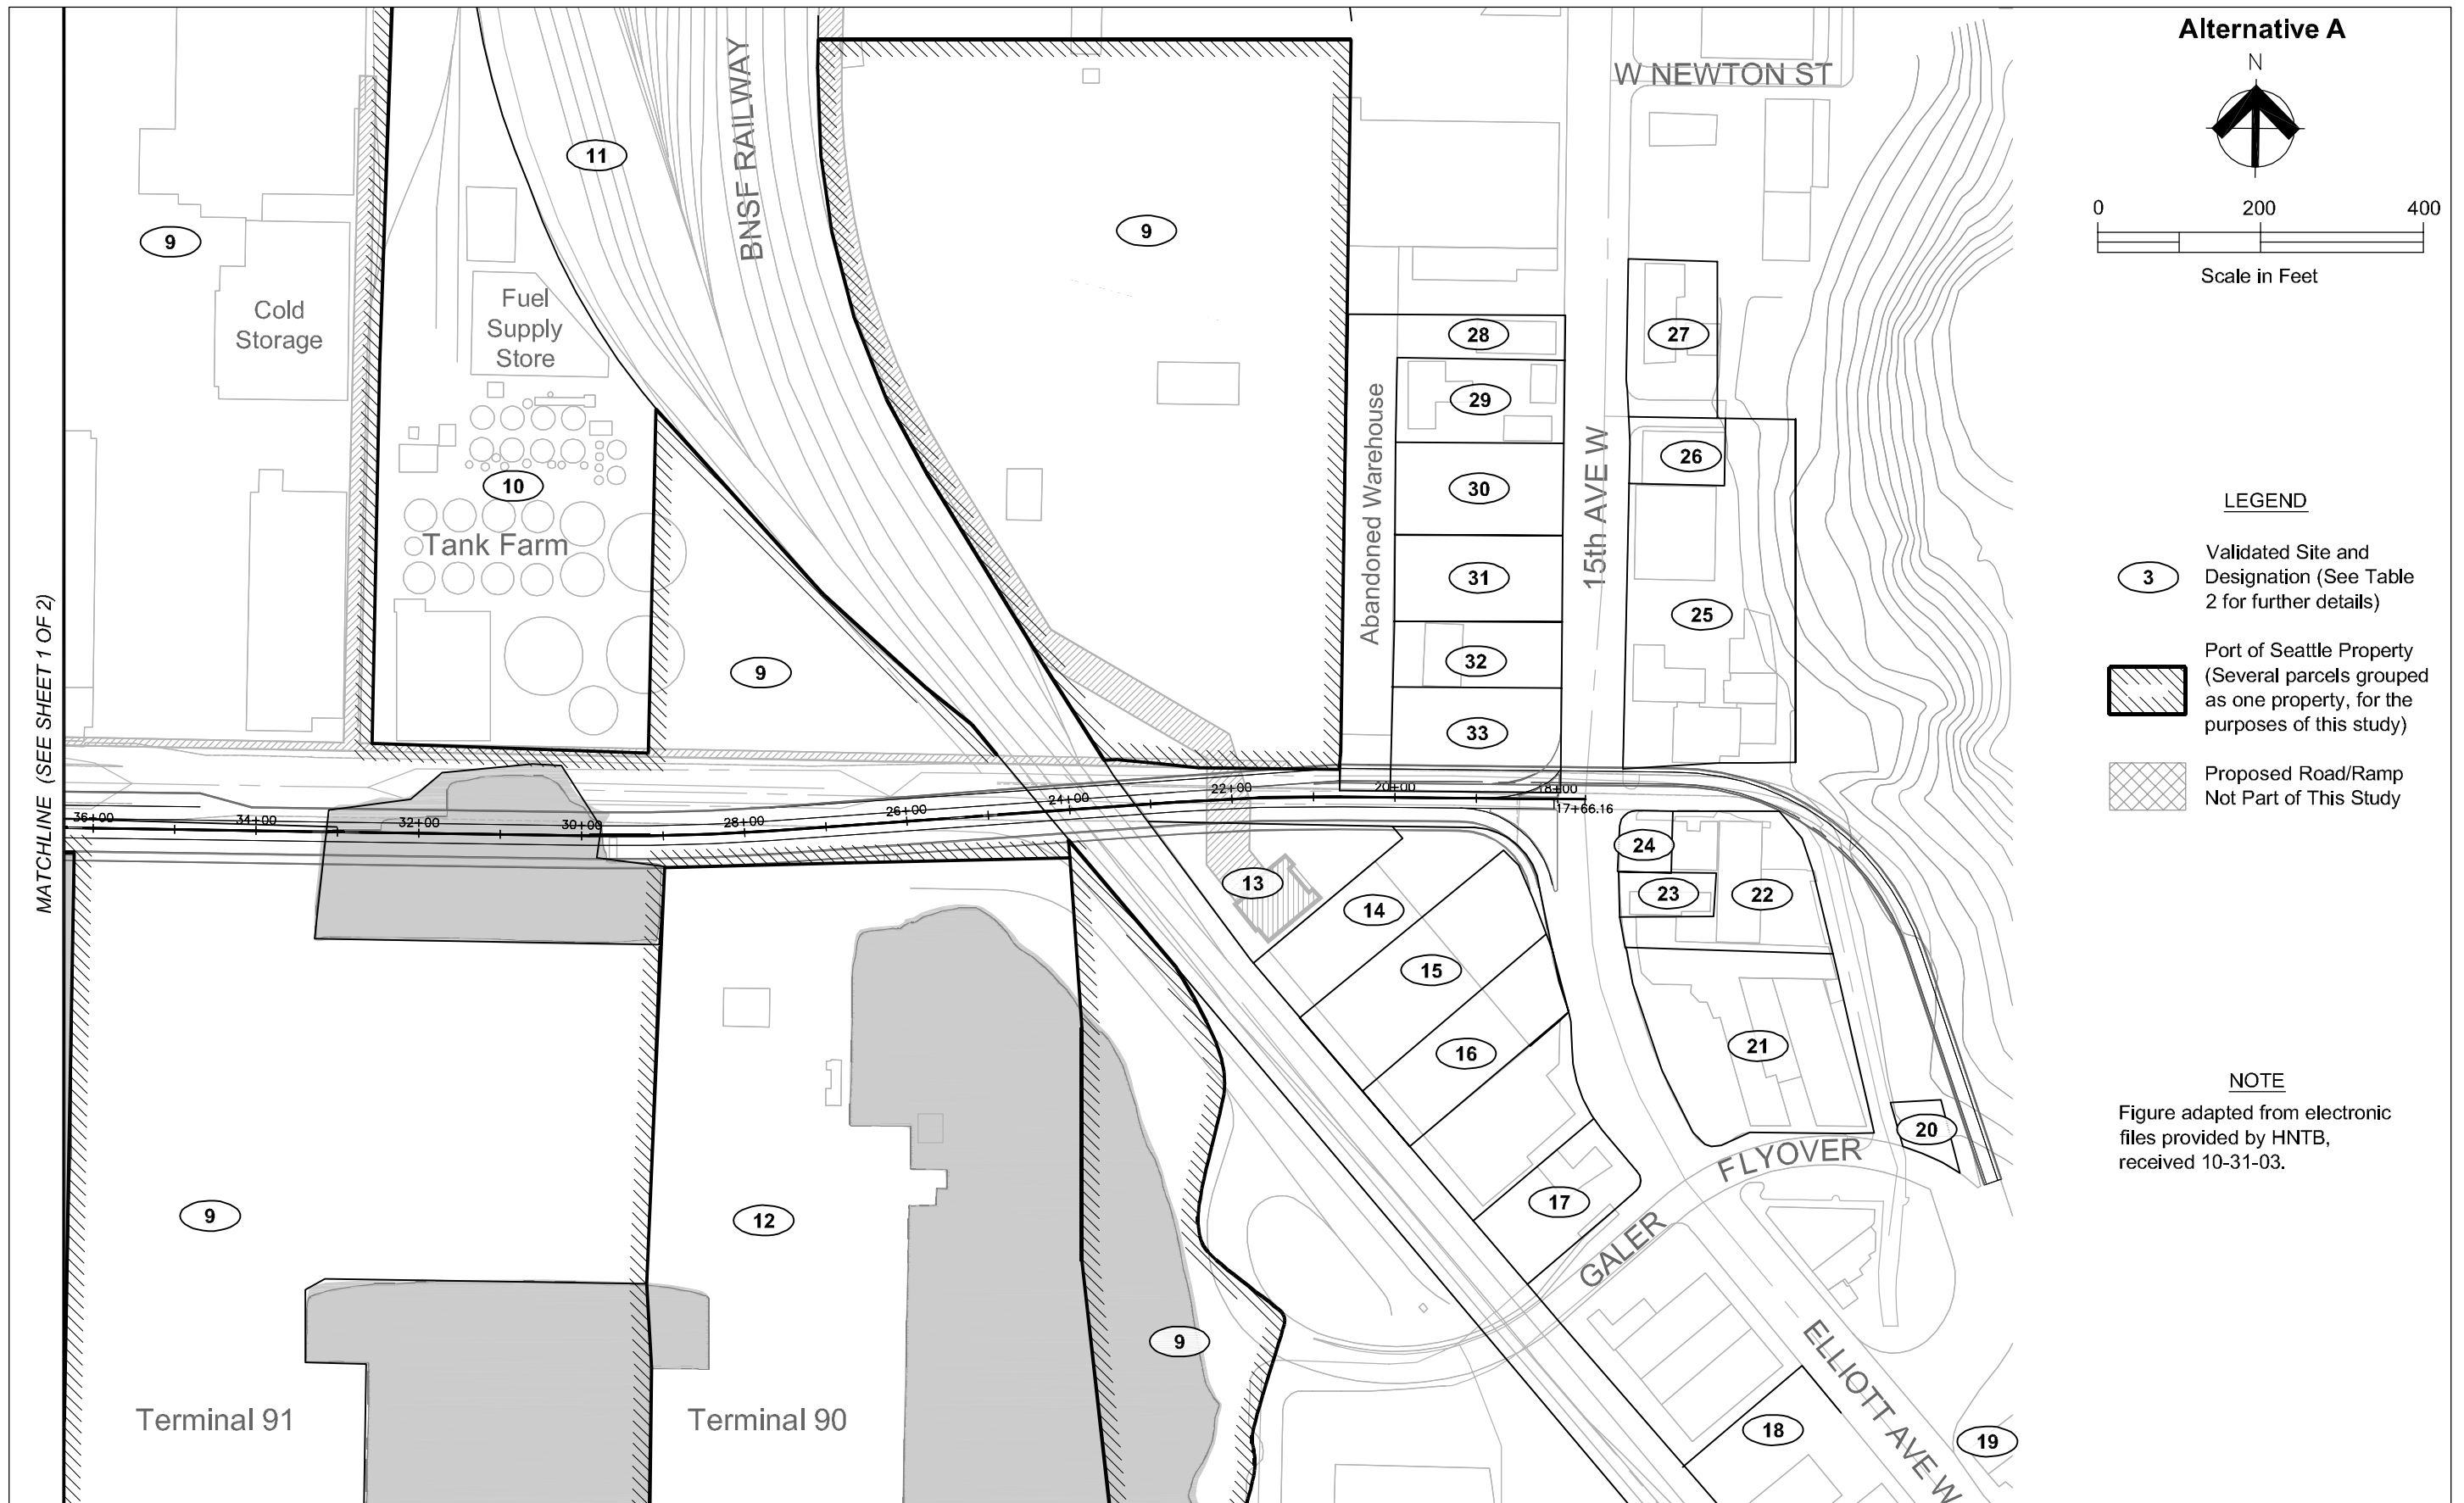 Alternative A
N
0 200 400
Scale in Feet
LEGEND
3
Validated Site and
Designation (See Table
2 for further details)
Port of Seattle Property
(Several parcels grouped
as one property, for the
purposes of this study)
Proposed Road/Ramp
Not Part of This Study
NOTE
Figure adapted from electronic
files provided by HNTB,
received 10-31-03.
MATCHLINE (SEE SHEET 1 OF 2)
W NEWTON ST
BNSF RAILWAY
11
9
9
Cold
Storage
Fuel
Supply
Store
10
Tank Farm
9
Abandoned Warehouse
15th AVE W
28
29
30
31
32
33
27
26
25
36+00
34+00
32+00
30+00
28+00
26+00
24+00
22+00
20+00
18+00
17+66.16
13
14
15
16
17
24
23
22
21
20
FLYOVER
GALER
ELLIOTT AVE W
9
12
9
18
19
Terminal 91
Terminal 90